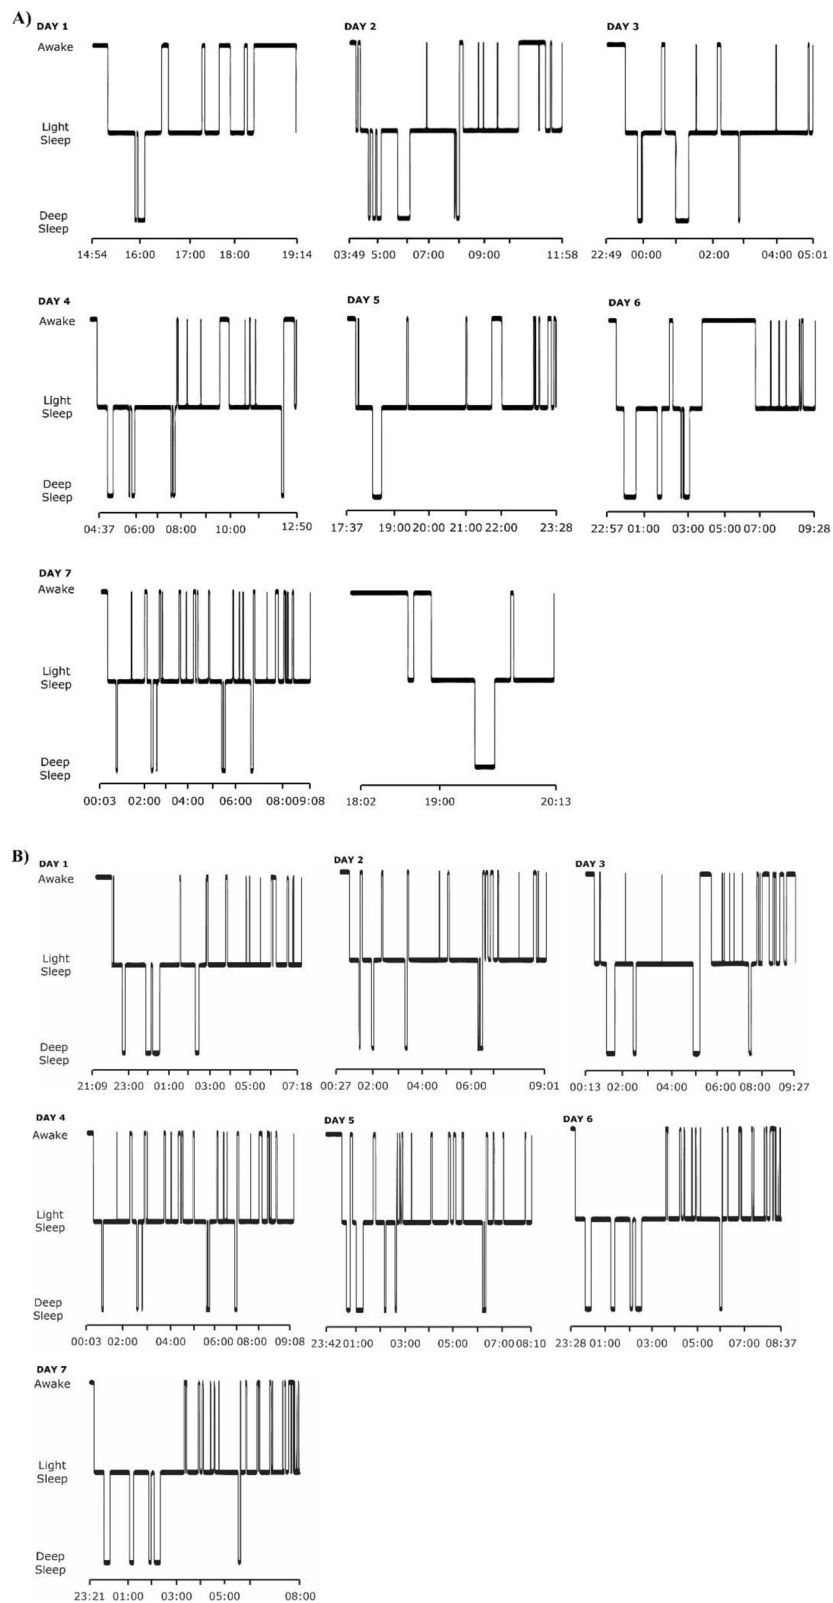 A)
DAY 1
DAY 2
DAY 3
Awake
Light
Sleep
Deep
Sleep
14:54 16:00 17:00 18:00 19:14
03:49 5:00 07:00 09:00 11:58
22:49 00:00 02:00 04:00 05:01
DAY 4
DAY 5
DAY 6
Awake
Light
Sleep
Deep
Sleep
04:37 06:00 08:00 10:00 12:50
17:37 19:00 20:00 21:00 22:00 23:28
22:57 01:00 03:00 05:00 07:00 09:28
DAY 7
Awake
Light
Sleep
Deep
Sleep
00:03 02:00 04:00 06:00 08:00 09:08
18:02 19:00 20:13
B)
DAY 1
DAY 2
DAY 3
Awake
Light
Sleep
Deep
Sleep
21:09 23:00 01:00 03:00 05:00 07:18
00:27 02:00 04:00 06:00 09:01
00:13 02:00 04:00 06:00 08:00 09:27
DAY 4
DAY 5
DAY 6
Awake
Light
Sleep
Deep
Sleep
00:03 02:00 04:00 06:00 08:00 09:08
23:42 01:00 03:00 05:00 07:00 08:10
23:28 01:00 03:00 05:00 07:00 08:37
DAY 7
Awake
Light
Sleep
Deep
Sleep
23:21 01:00 03:00 05:00 08:00